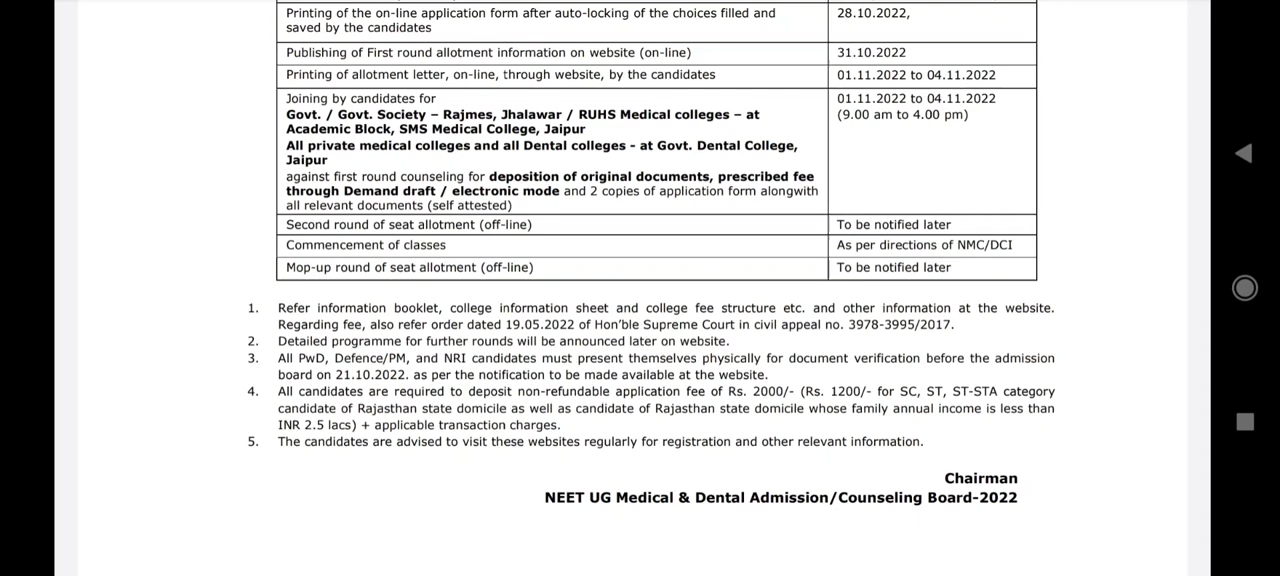 Printing of the on-line application form after auto-locking of the choices filled and
saved by the candidates
28.10.2022,
Publishing of First round allotment information on website (on-line)
31.10.2022
Printing of allotment letter, on-line, through website, by the candidates
01.11.2022 to 04.11.2022
Joining by candidates for
Govt. / Govt. Society – Rajmes, Jhalawar / RUHS Medical colleges – at
Academic Block, SMS Medical College, Jaipur
All private medical colleges and all Dental colleges - at Govt. Dental College,
Jaipur
against first round counseling for deposition of original documents, prescribed fee
through Demand draft / electronic mode and 2 copies of application form alongwith
all relevant documents (self attested)
01.11.2022 to 04.11.2022
(9.00 am to 4.00 pm)
Second round of seat allotment (off-line)
To be notified later
Commencement of classes
As per directions of NMC/DCI
Mop-up round of seat allotment (off-line)
To be notified later
1. Refer information booklet, college information sheet and college fee structure etc. and other information at the website.
Regarding fee, also refer order dated 19.05.2022 of Hon’ble Supreme Court in civil appeal no. 3978-3995/2017.
2. Detailed programme for further rounds will be announced later on website.
3. All PwD, Defence/PM, and NRI candidates must present themselves physically for document verification before the admission
board on 21.10.2022. as per the notification to be made available at the website.
4. All candidates are required to deposit non-refundable application fee of Rs. 2000/- (Rs. 1200/- for SC, ST, ST-STA category
candidate of Rajasthan state domicile as well as candidate of Rajasthan state domicile whose family annual income is less than
INR 2.5 lacs) + applicable transaction charges.
5. The candidates are advised to visit these websites regularly for registration and other relevant information.
Chairman
NEET UG Medical & Dental Admission/Counseling Board-2022